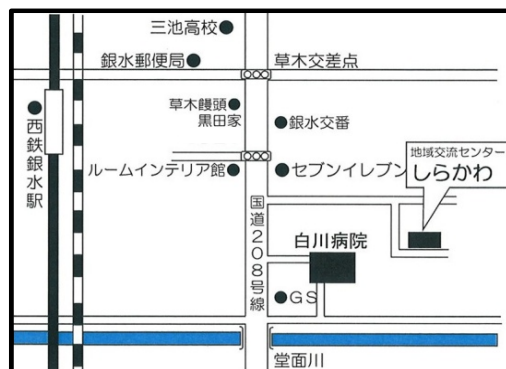 三池高校
銀水郵便局
草木交差点
草木饅頭
黒田家
銀水交番
西鉄銀水駅
ルームインテリア館
セブンイレブン
地域交流センター
しらかわ
国道208号線
白川病院
GS
堂面川